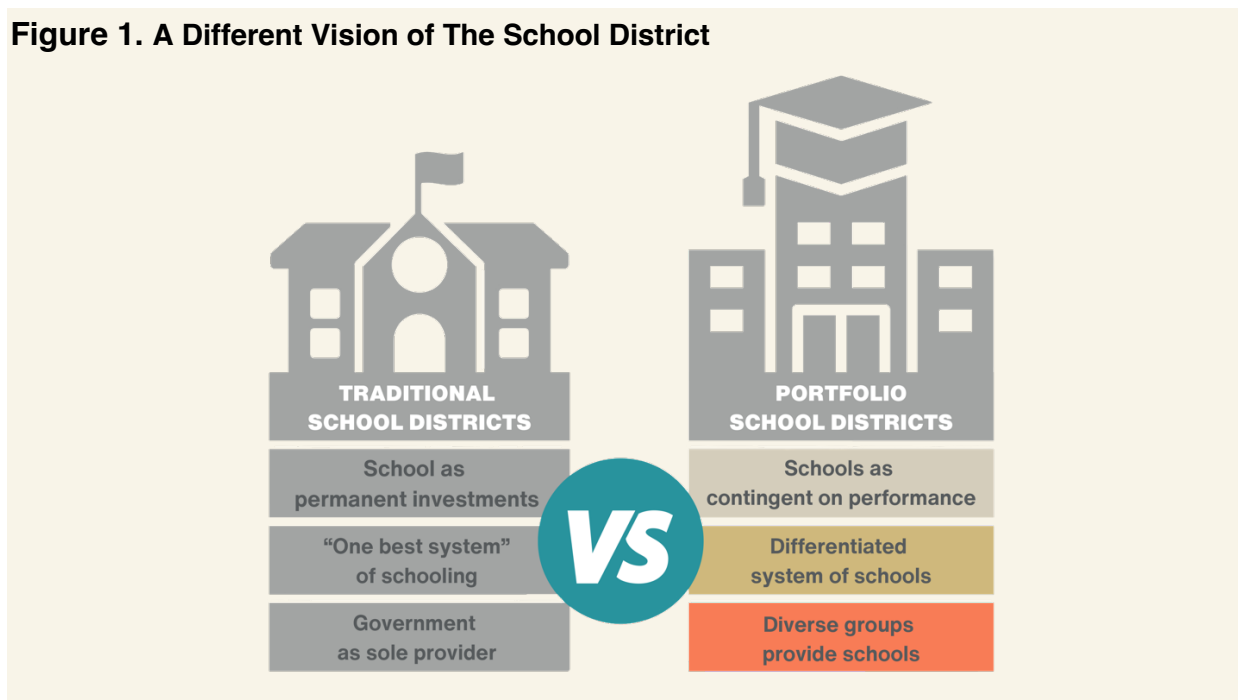 Figure 1. A Different Vision of The School District
TRADITIONAL
SCHOOL DISTRICTS
School as
permanent investments
“One best system”
of schooling
Government
as sole provider
VS
PORTFOLIO
SCHOOL DISTRICTS
Schools as
contingent on performance
Differentiated
system of schools
Diverse groups
provide schools